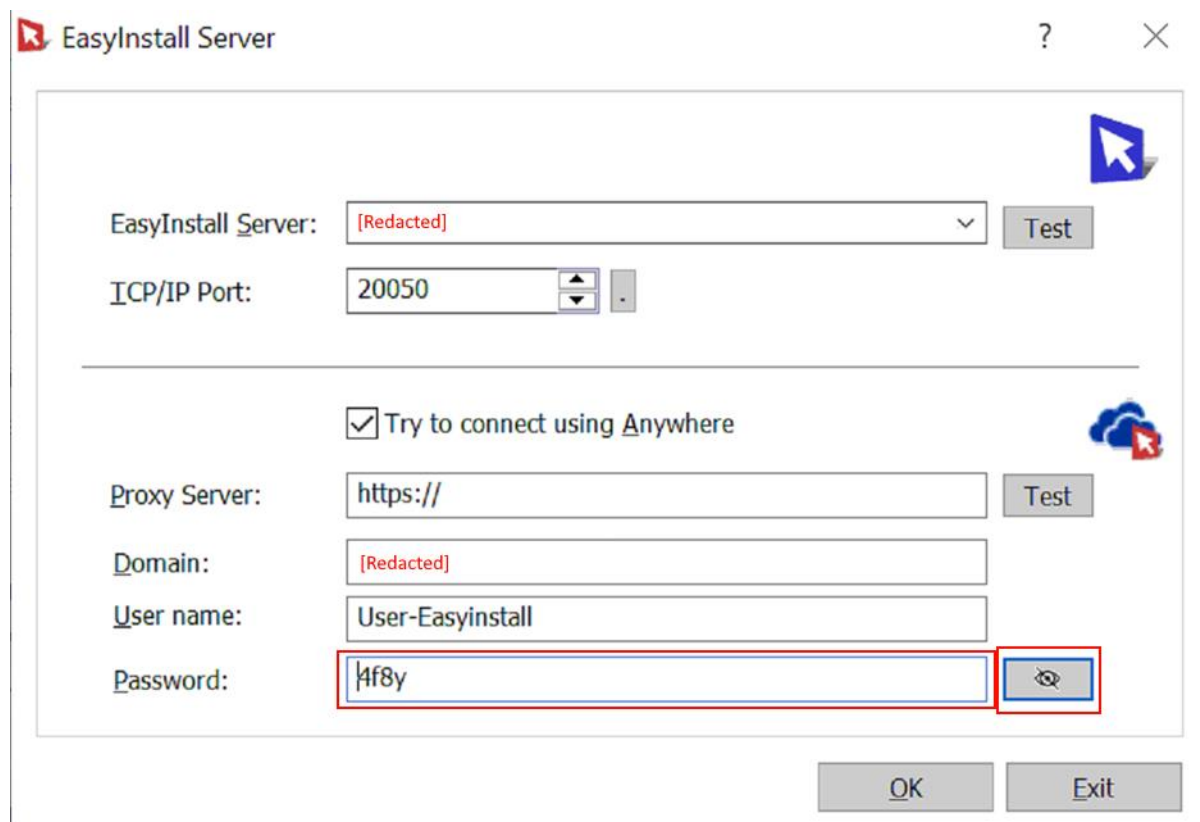 EasyInstall Server ?
EasyInstall Server: [Redacted] Test
TCP/IP Port: 20050 .
Try to connect using Anywhere
Proxy Server: https:// Test
Domain: [Redacted]
User name: User-Easyinstall
Password: 4f8y
OK Exit